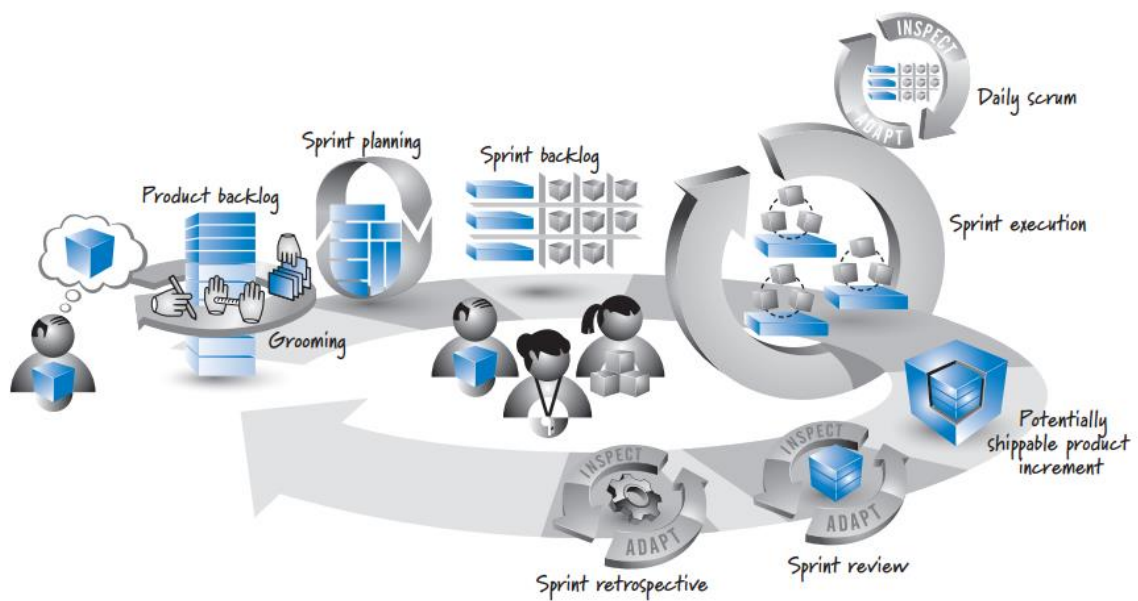 INSPECT
ADAPT
Daily scrum
Sprint planning
Sprint backlog
Product backlog
Sprint execution
Grooming
Potentially
shippable product
increment
INSPECT
ADAPT
Sprint review
INSPECT
ADAPT
Sprint retrospective